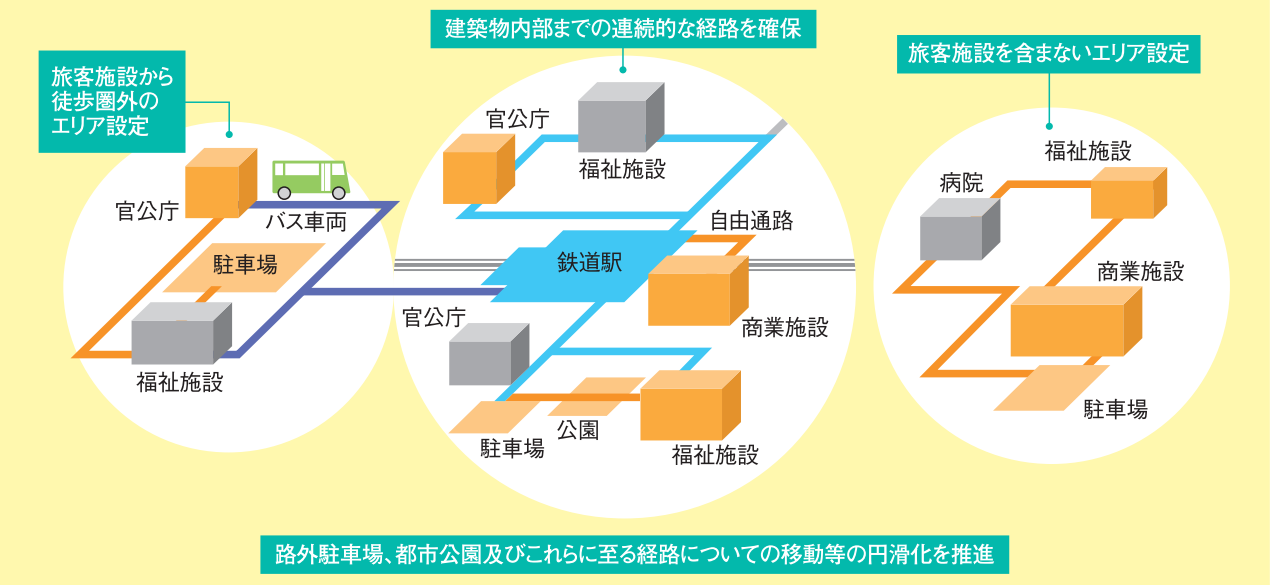 建築物内部までの連続的な経路を確保
旅客施設から
徒歩圏外の
エリア設定
旅客施設を含まないエリア設定
官公庁
バス車両
駐車場
福祉施設
官公庁
福祉施設
自由通路
鉄道駅
商業施設
官公庁
駐車場
公園
福祉施設
福祉施設
病院
商業施設
駐車場
路外駐車場、都市公園及びこれらに至る経路についての移動等の円滑化を推進